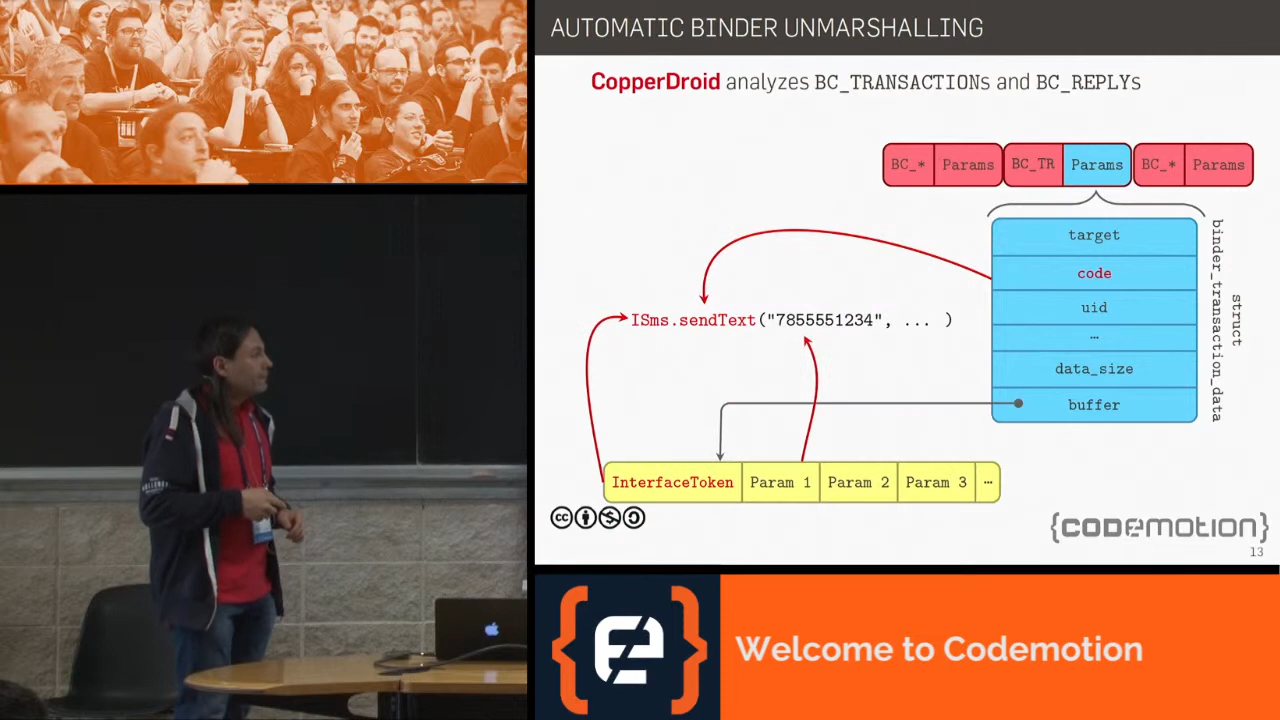 AUTOMATIC BINDER UNMARSHALLING
CopperDroid analyzes BC_TRANSACTIONs and BC_REPLYs
BC_* Params BC_TR Params BC_* Params
target
code
uid
…
data_size
buffer
struct
binder_transaction_data
ISms.sendText("7855551234", ... )
InterfaceToken Param 1 Param 2 Param 3 …
{CODEMOTION}
13
Welcome to Codemotion